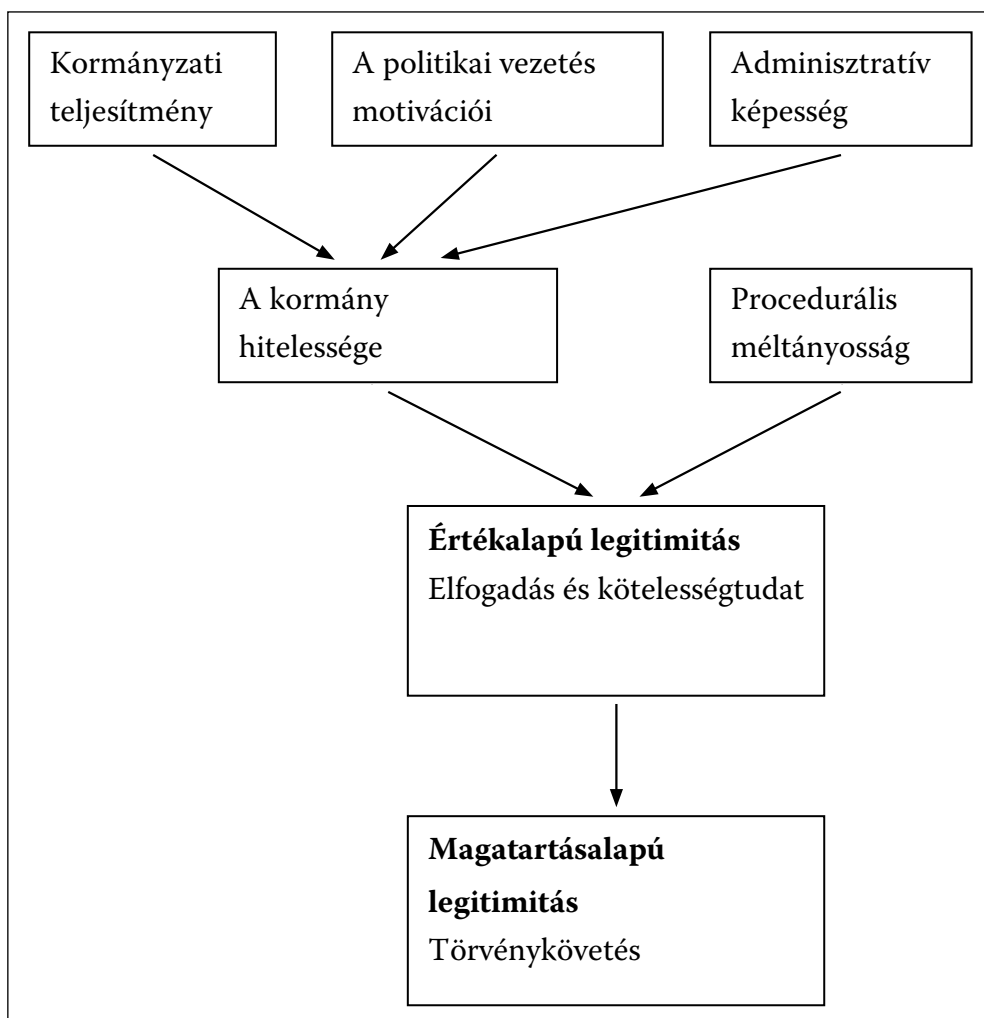 Kormányzati
teljesítmény
A politikai vezetés
motivációi
Adminisztratív
képesség
A kormány
hitelessége
Procedurális
méltányosság
Értékalapú legitimitás
Elfogadás és kötelességtudat
Magatartásalapú
legitimitás
Törvénykövetés